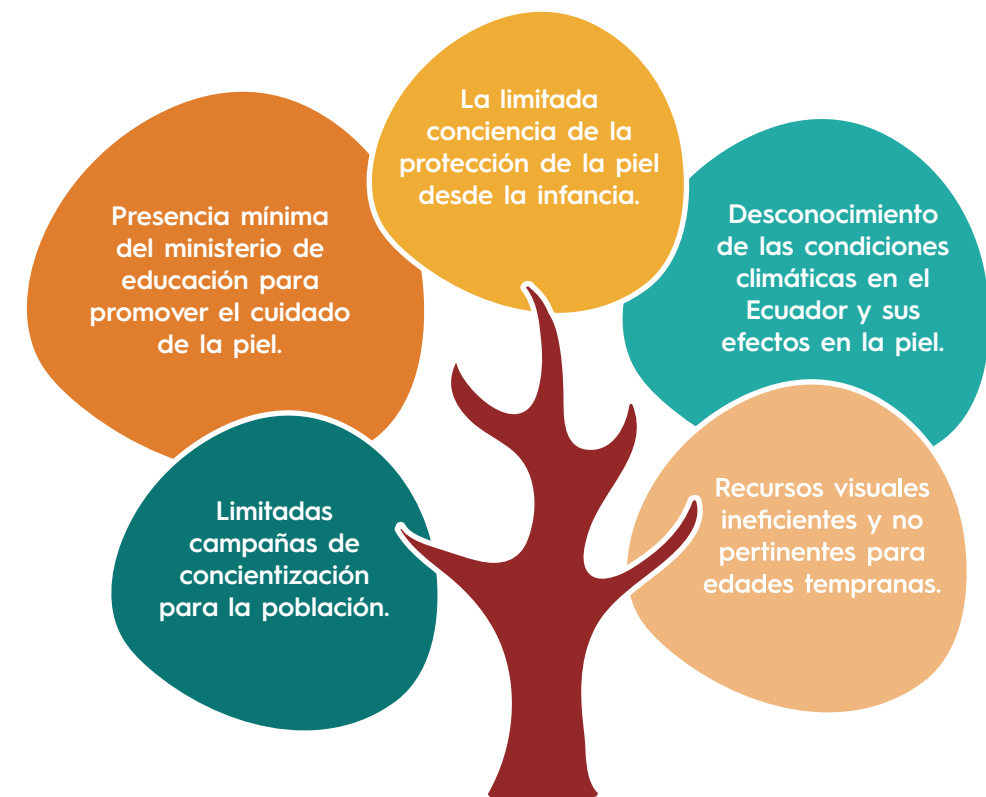 La limitada
conciencia de la
protección de la piel
desde la infancia.
Presencia mínima
del ministerio de
educación para
promover el cuidado
de la piel.
Desconocimiento
de las condiciones
climáticas en el
Ecuador y sus
efectos en la piel.
Limitadas
campañas de
concientización
para la población.
Recursos visuales
ineficientes y no
pertinentes para
edades tempranas.